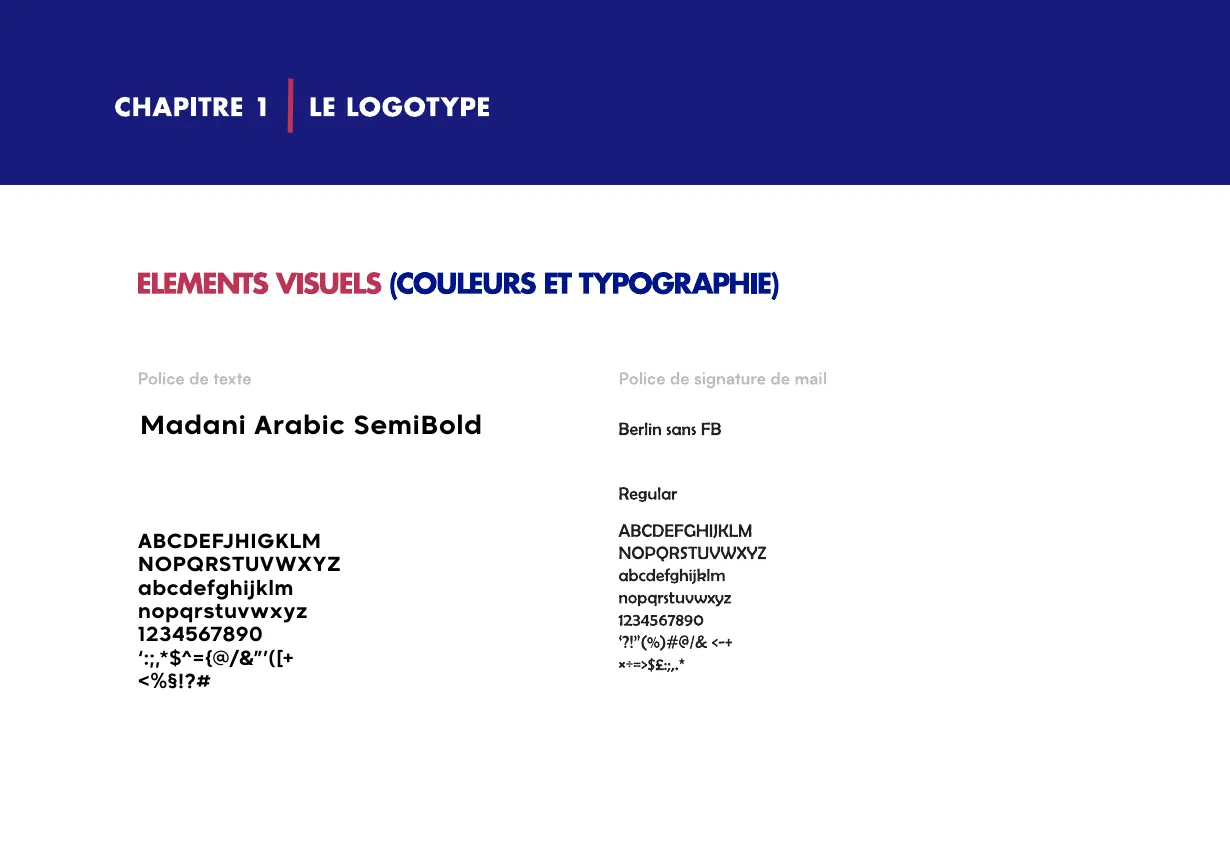 CHAPITRE 1 | LE LOGOTYPE
ELEMENTS VISUELS (COULEURS ET TYPOGRAPHIE)
Police de texte
Madani Arabic SemiBold
ABCDEFJHIGKLM
NOPQRSTUVWXYZ
abcdefghijklm
nopqrstuvwxyz
1234567890
‘:;,*$^={@/&”’([+
<%§!?#
Police de signature de mail
Berlin sans FB
Regular
ABCDEFGHIJKLM
NOPQRSTUVWXYZ
abcdefghijklm
nopqrstuvwxyz
1234567890
‘?!”(%)#@/& <-+
×÷=>$£:;,.*